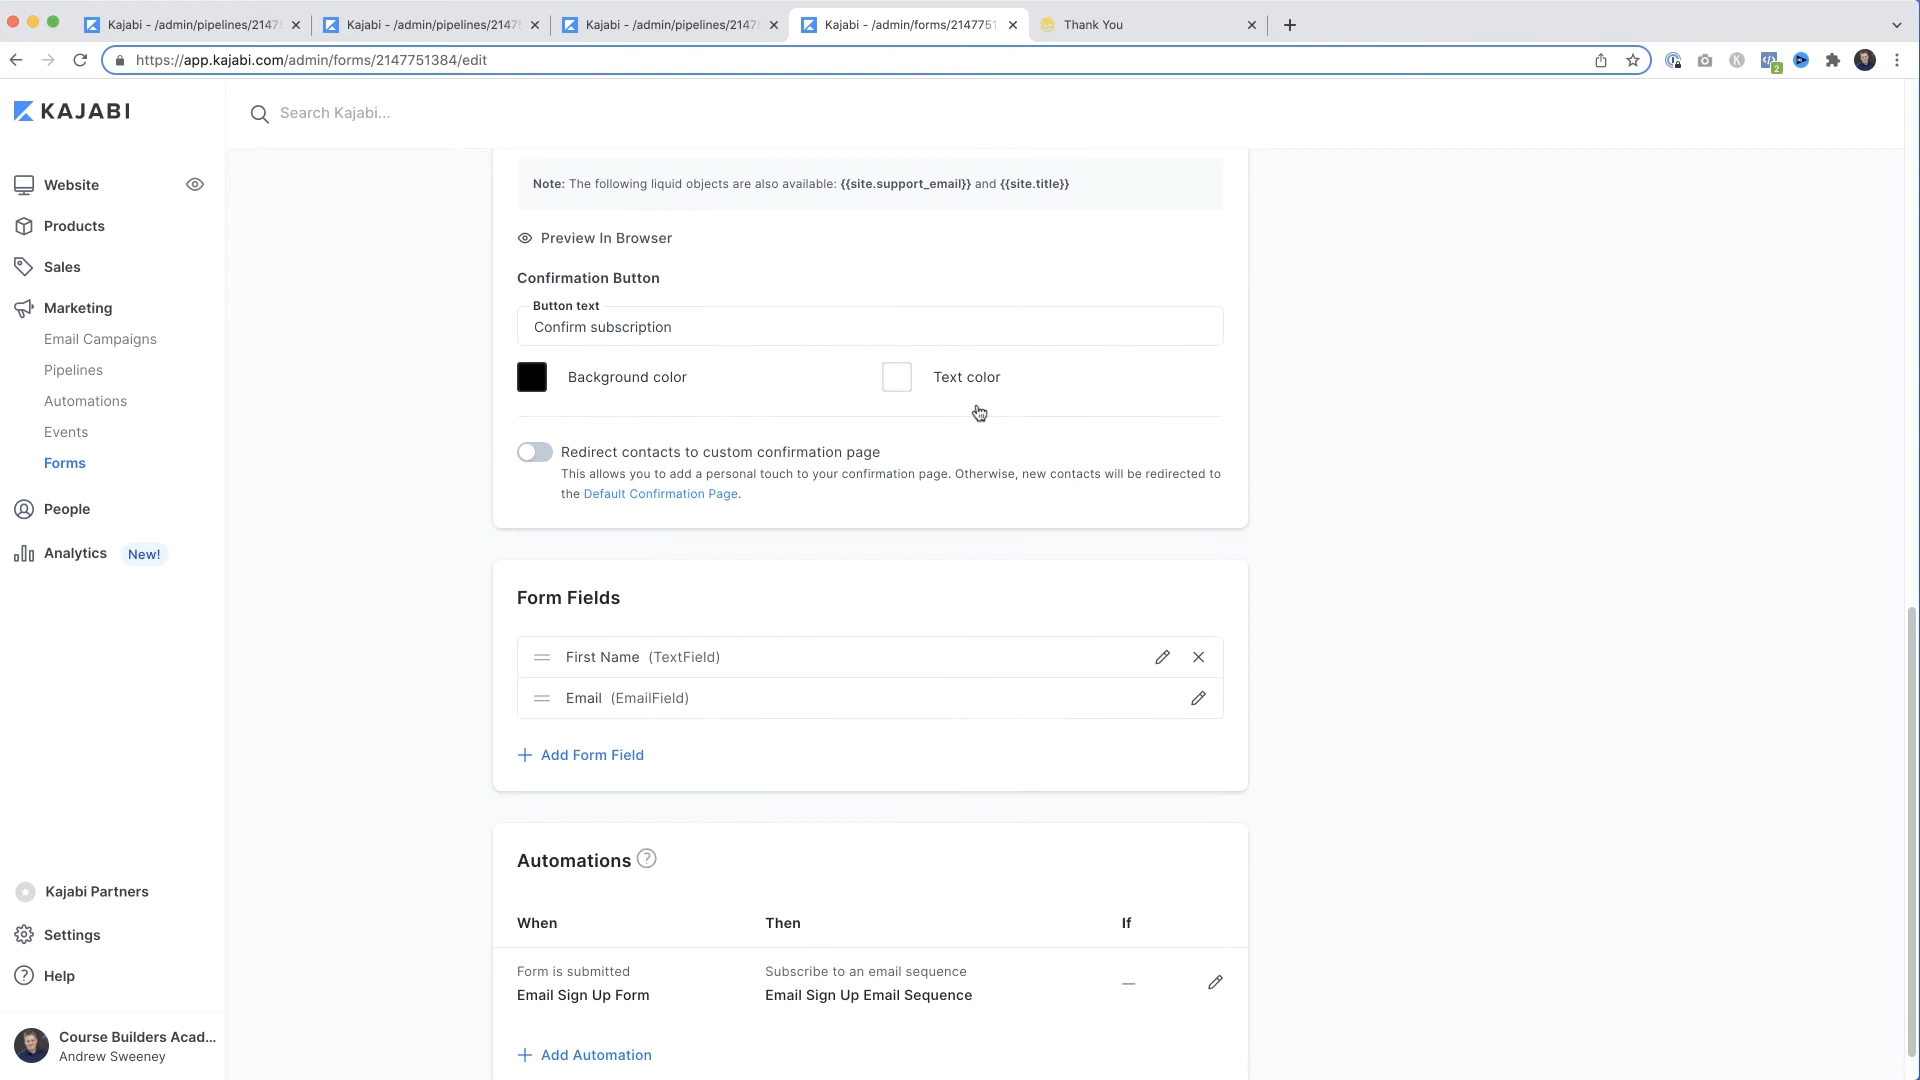 Kajabi - /admin/pipelines/2147
Kajabi - /admin/pipelines/2147
Kajabi - /admin/pipelines/2147
Kajabi - /admin/forms/2147751
Thank You
https://app.kajabi.com/admin/forms/2147751384/edit
2
KAJABI
Search Kajabi...
Website
Products
Sales
Marketing
Email Campaigns
Pipelines
Automations
Events
Forms
People
Analytics New!
Kajabi Partners
Settings
Help
Course Builders Acad...
Andrew Sweeney
Note: The following liquid objects are also available: {{site.support_email}} and {{site.title}}
Preview In Browser
Confirmation Button
Button text
Confirm subscription
Background color
Text color
Redirect contacts to custom confirmation page
This allows you to add a personal touch to your confirmation page. Otherwise, new contacts will be redirected to
the Default Confirmation Page.
Form Fields
First Name (TextField)
Email (EmailField)
+ Add Form Field
Automations ?
When Then If
Form is submitted Subscribe to an email sequence
Email Sign Up Form Email Sign Up Email Sequence —
+ Add Automation